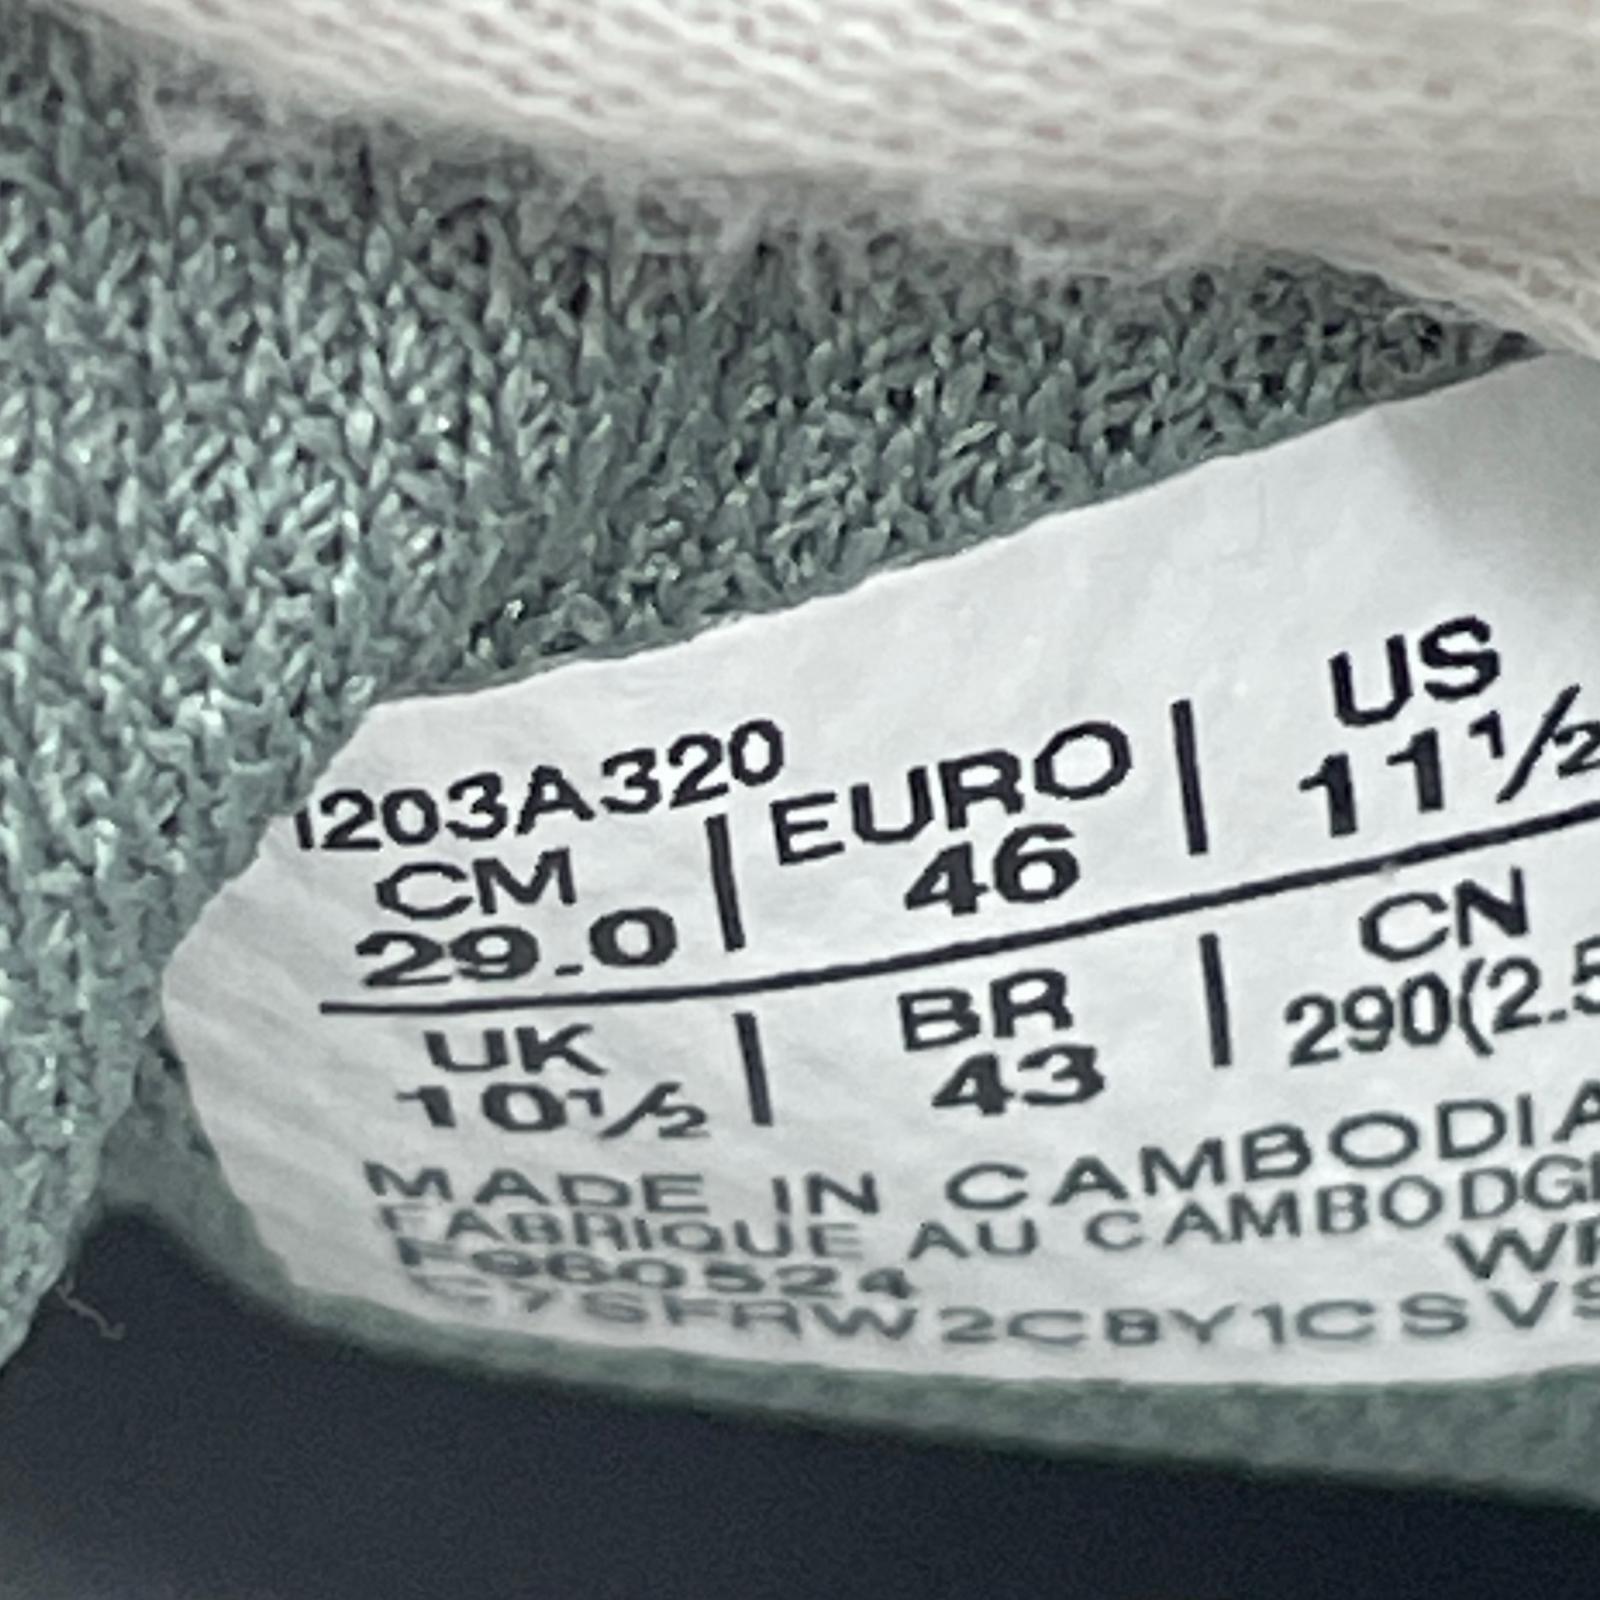 1203A320
CM EURO US
29.0 46 11½
UK BR CN
10½ 43 290(2.5
MADE IN CAMBODIA
FABRIQUE AU CAMBODGE
F960524
C7SFRW2C8Y1CSVS